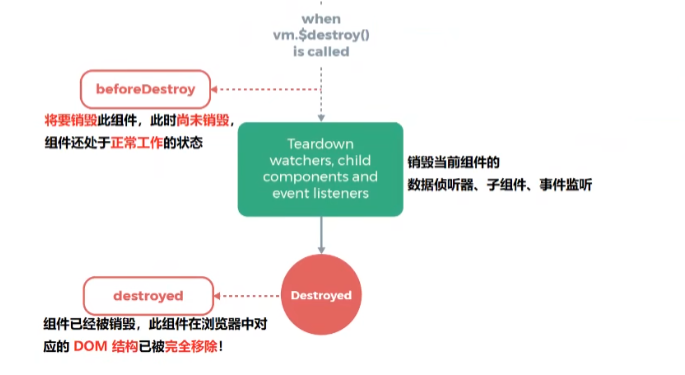 when
vm.$destroy()
is called
beforeDestroy
将要销毁此组件，此时尚未销毁，
组件还处于正常工作的状态
Teardown
watchers, child
components and
event listeners
销毁当前组件的
数据侦听器、子组件、事件监听
destroyed
Destroyed
组件已经被销毁，此组件在浏览器中对
应的 DOM 结构已被完全移除！